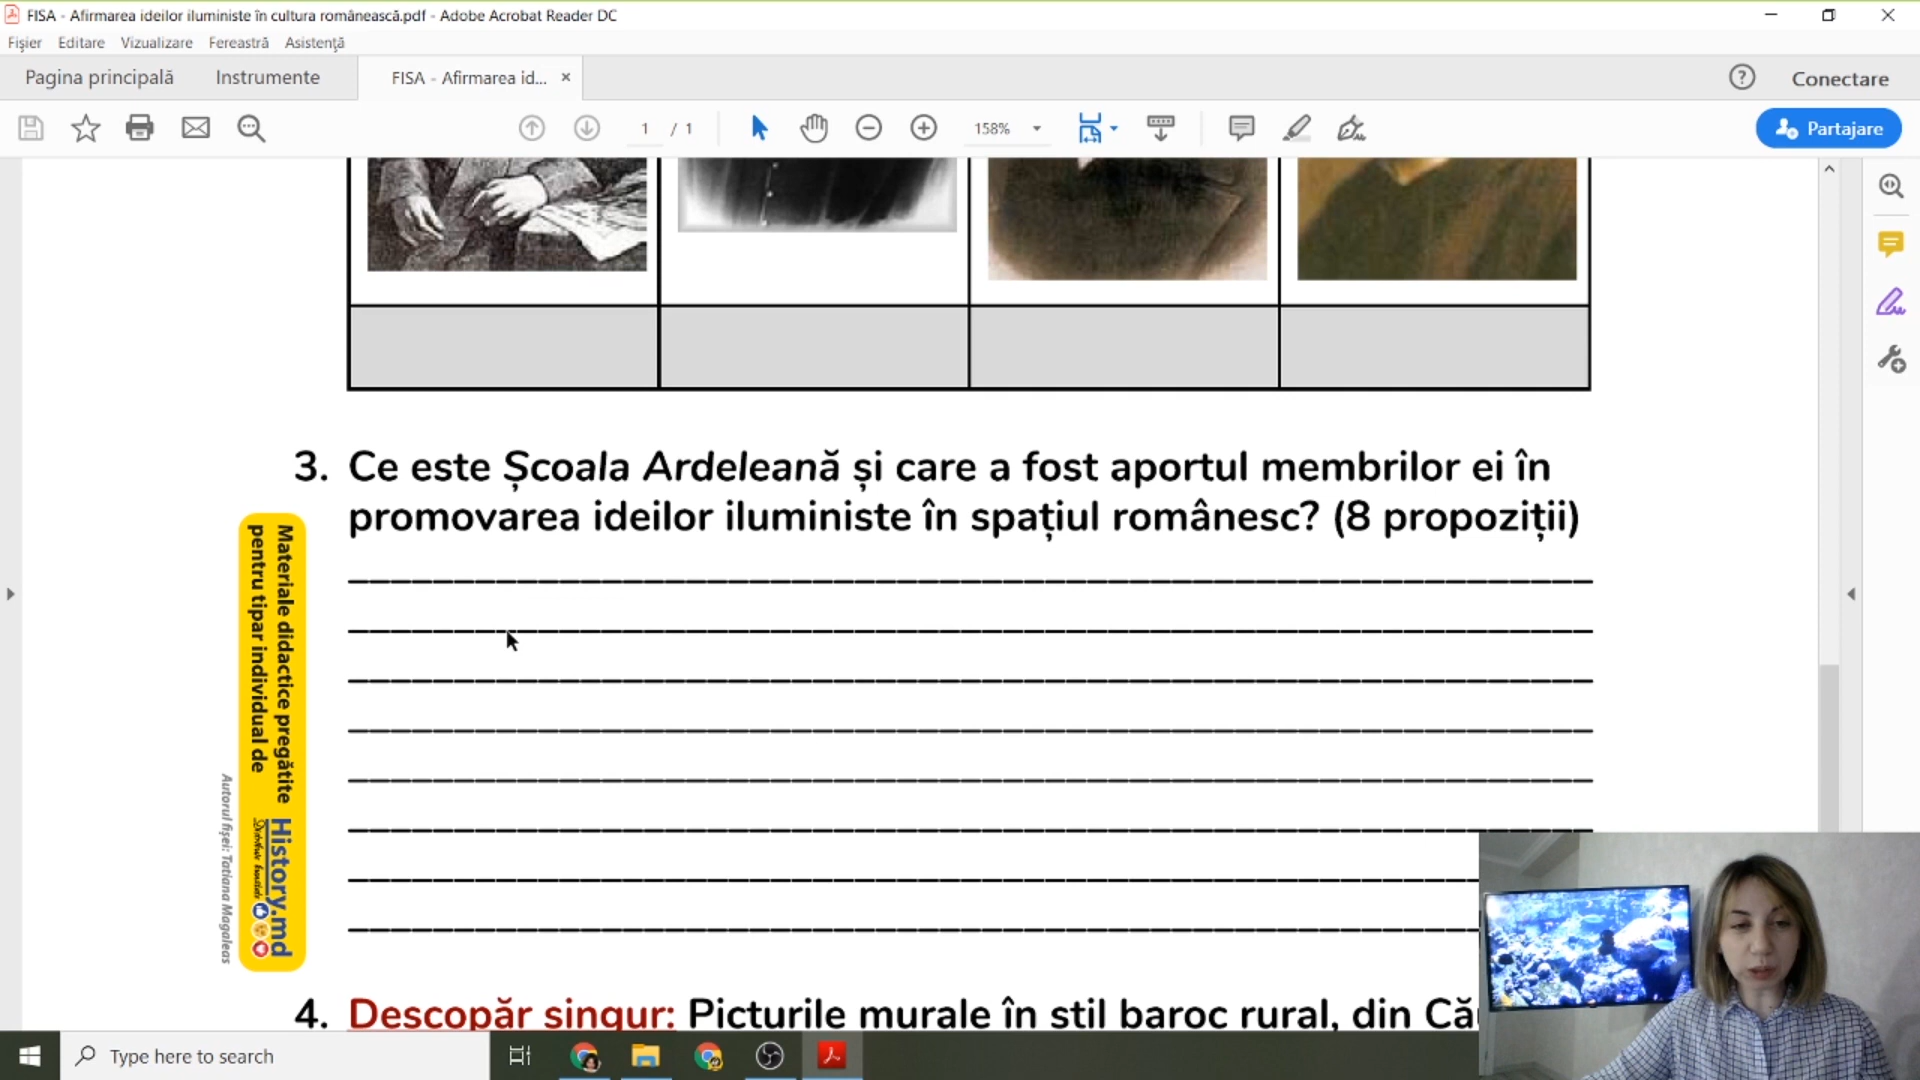 FISA - Afirmarea ideilor iluministe în cultura românească.pdf - Adobe Acrobat Reader DC
Fișier Editare Vizualizare Fereastră Asistență
Pagina principală Instrumente FISA - Afirmarea id... × Conectare
1 / 1 158% Partajare
3. Ce este Școala Ardeleană și care a fost aportul membrilor ei în
promovarea ideilor iluministe în spațiul românesc? (8 propoziții)
Materiale didactice pregătite
pentru tipar individual de
History.md
Autorul fișei: Tatiana Magaleas
4. Descopăr singur: Picturile murale în stil baroc rural, din
Type here to search